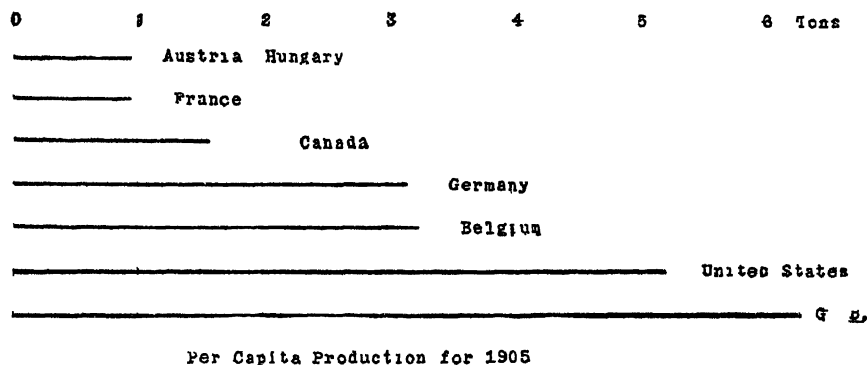 0 1 2 3 4 5 6 Tons
Austria Hungary
France
Canada
Germany
Belgium
United States
G B.
Per Capita Production for 1905